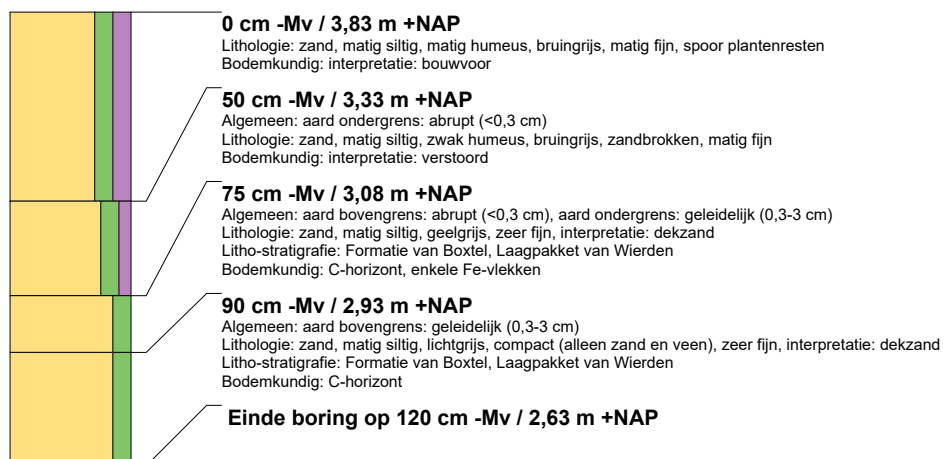 0 cm -Mv / 3,83 m +NAP
Lithologie: zand, matig siltig, matig humeus, bruingrijs, matig fijn, spoor plantenresten
Bodemkundig: interpretatie: bouwvoor
50 cm -Mv / 3,33 m +NAP
Algemeen: aard ondergrens: abrupt (<0,3 cm)
Lithologie: zand, matig siltig, zwak humeus, bruingrijs, zandbrokken, matig fijn
Bodemkundig: interpretatie: verstoord
75 cm -Mv / 3,08 m +NAP
Algemeen: aard bovengrens: abrupt (<0,3 cm), aard ondergrens: geleidelijk (0,3-3 cm)
Lithologie: zand, matig siltig, geelgrijs, zeer fijn, interpretatie: dekzand
Litho-stratigrafie: Formatie van Boxtel, Laagpakket van Wierden
Bodemkundig: C-horizont, enkele Fe-vlekken
90 cm -Mv / 2,93 m +NAP
Algemeen: aard bovengrens: geleidelijk (0,3-3 cm)
Lithologie: zand, matig siltig, lichtgrijs, compact (alleen zand en veen), zeer fijn, interpretatie: dekzand
Litho-stratigrafie: Formatie van Boxtel, Laagpakket van Wierden
Bodemkundig: C-horizont
Einde boring op 120 cm -Mv / 2,63 m +NAP